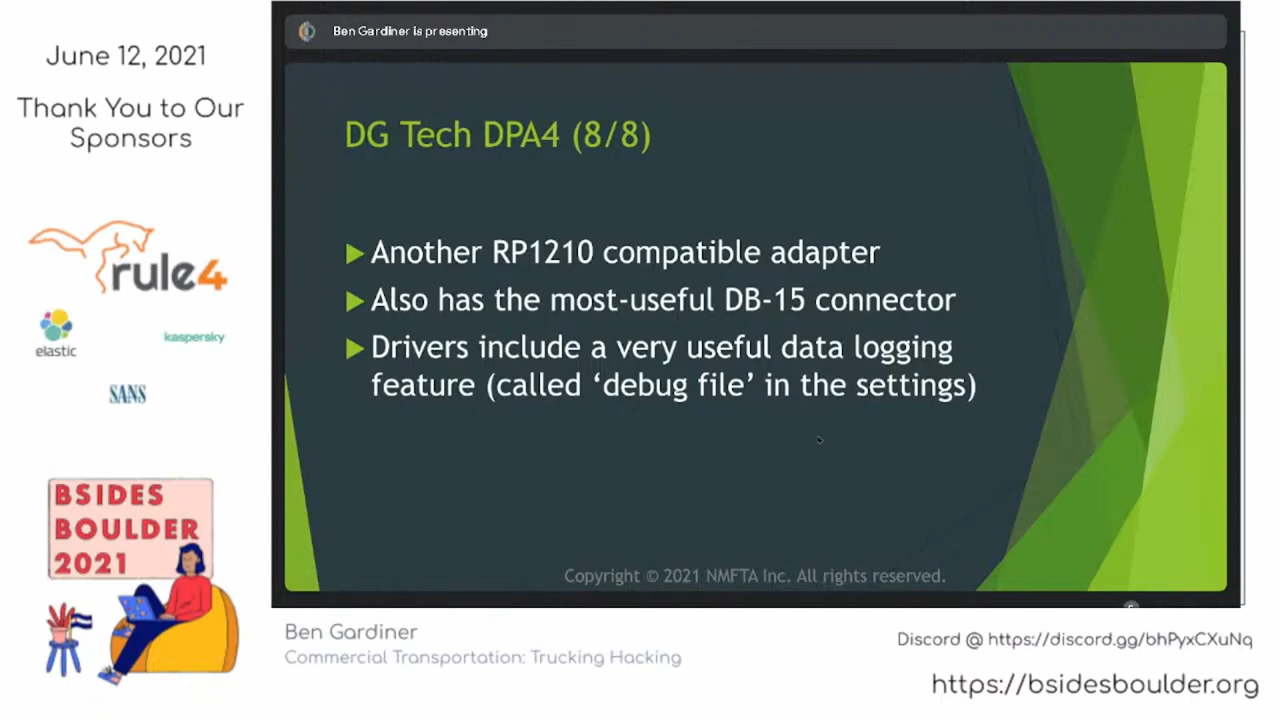 June 12, 2021
Thank You to Our
Sponsors
rule4
elastic
kaspersky
SANS
BSIDES
BOULDER
2021
Ben Gardiner is presenting
DG Tech DPA4 (8/8)
Another RP1210 compatible adapter
Also has the most-useful DB-15 connector
Drivers include a very useful data logging
feature (called ‘debug file’ in the settings)
Copyright © 2021 NMFTA Inc. All rights reserved.
Ben Gardiner
Commercial Transportation: Trucking Hacking
Discord @ https://discord.gg/bhPyxCXuNq
https://bsidesboulder.org